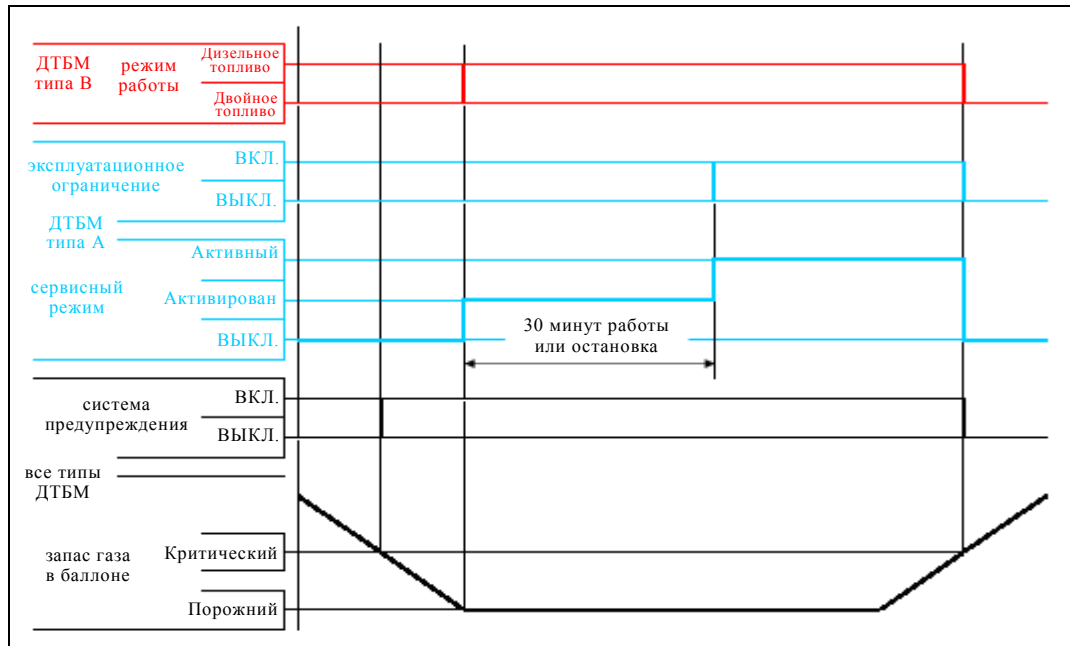 ДТБМ
типа В
режим
работы
Дизельное
топливо
Двойное
топливо
эксплуатационное
ограничение
ВКЛ.
ВЫКЛ.
ДТБМ
типа А
сервисный
режим
Активный
Активирован
ВЫКЛ.
30 минут работы
или остановка
система
предупреждения
ВКЛ.
ВЫКЛ.
все типы
ДТБМ
запас газа
в баллоне
Критический
Порожний